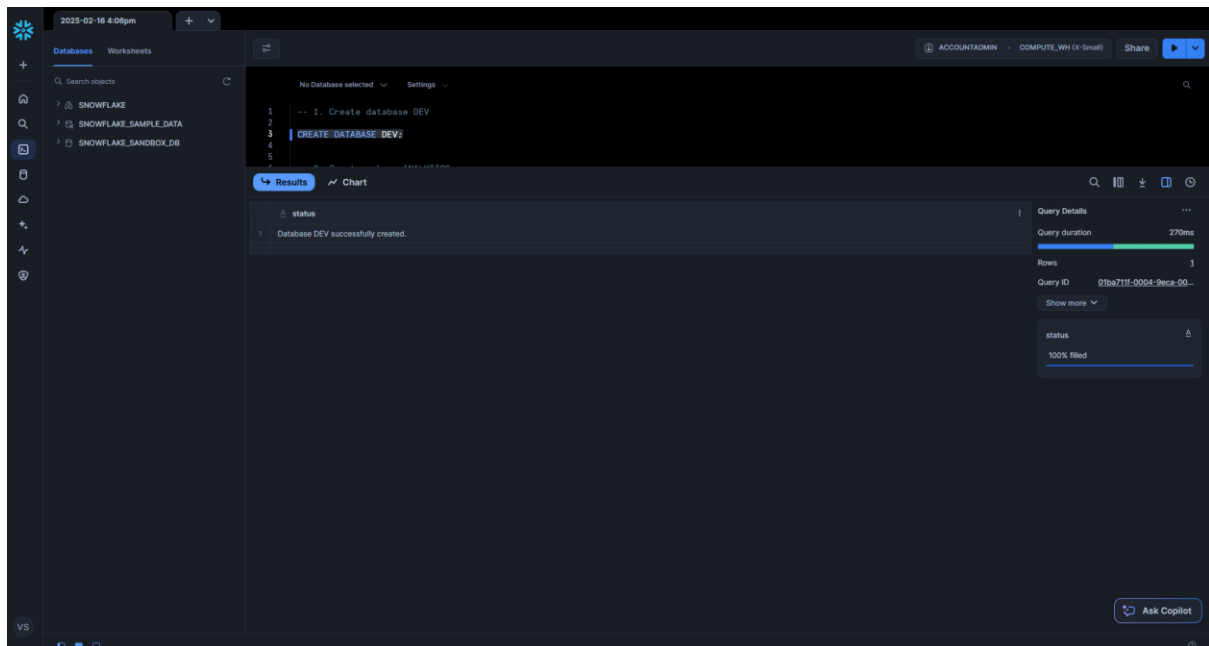 2025-02-16 4:06pm
Databases Worksheets
ACCOUNTADMIN · COMPUTE_WH (X-Small) Share
Search objects
No Database selected Settings
SNOWFLAKE
SNOWFLAKE_SAMPLE_DATA
SNOWFLAKE_SANDBOX_DB
1 -- 1. Create database DEV
2
3 CREATE DATABASE DEV;
4
5
Results Chart
A status
1 Database DEV successfully created.
Query Details ...
Query duration 270ms
Rows 1
Query ID 01ba711f-0004-9eca-00...
Show more
status A
100% filled
Ask Copilot
VS